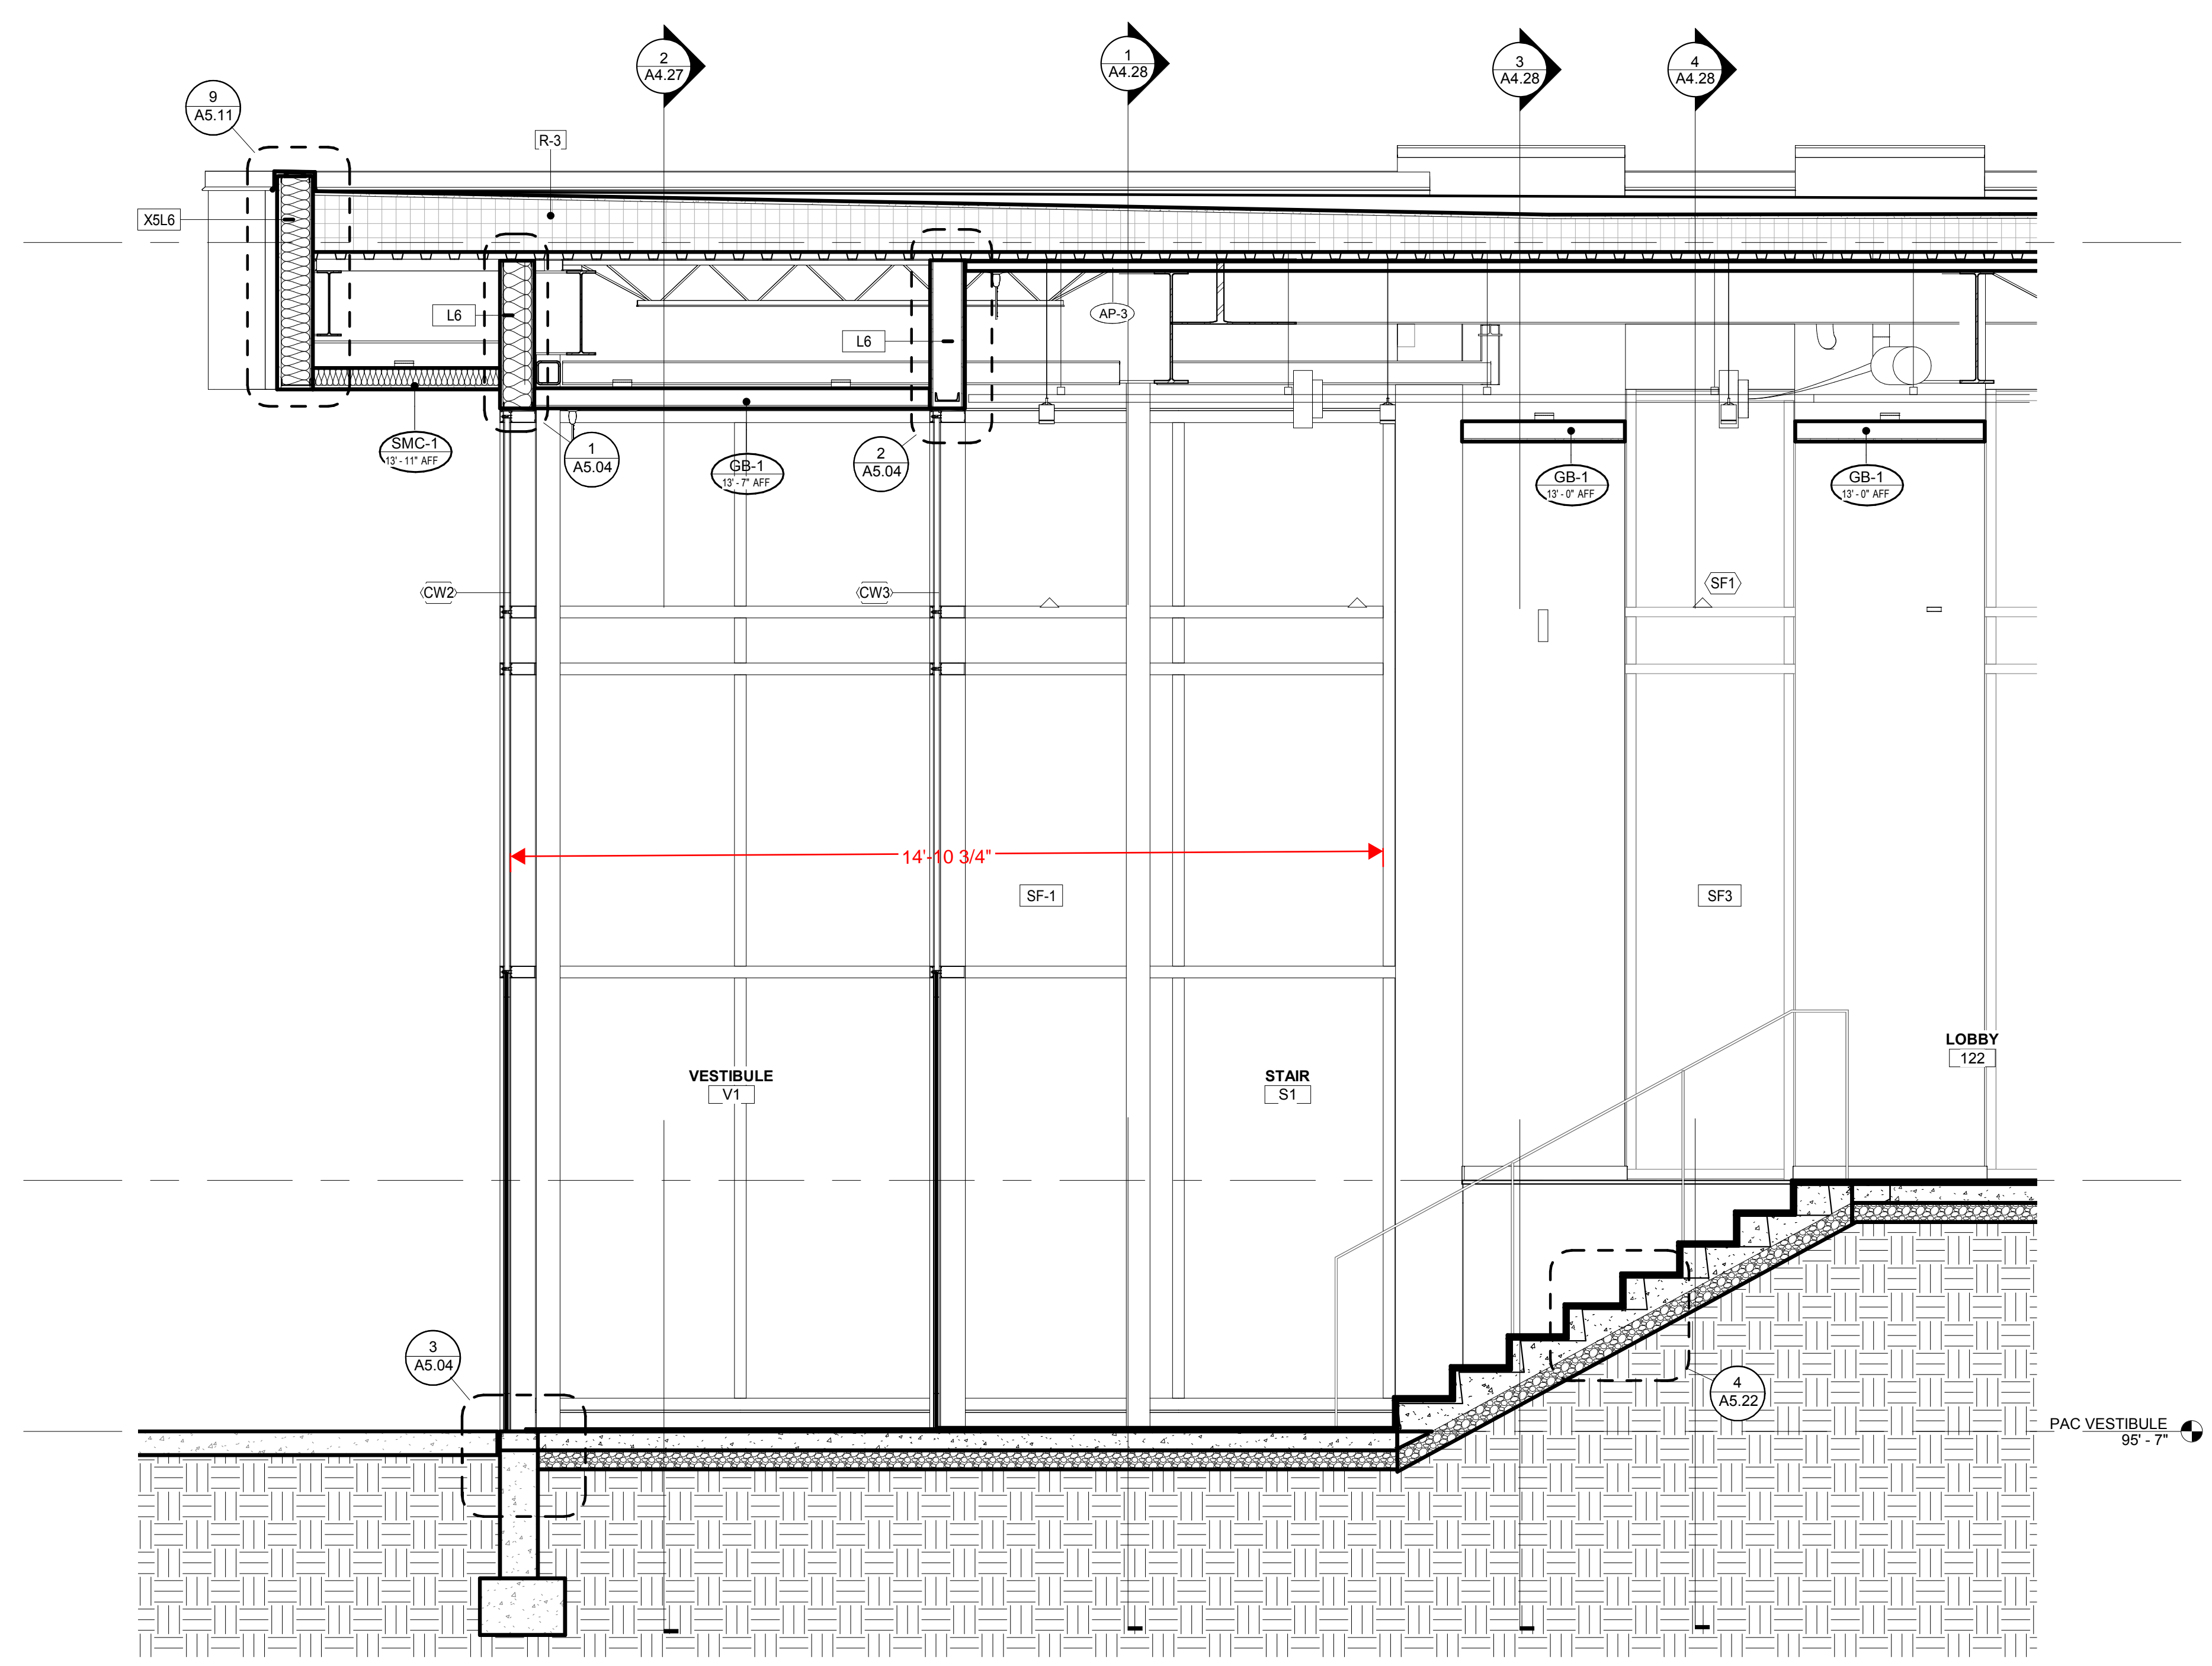 2
A4.27
1
A4.28
3
A4.28
4
A4.28
9
A5.11
R-3
X5L6
L6
AP-3
L6
SMC-1
13' - 11" AFF
1
A5.04
GB-1
13' - 7" AFF
2
A5.04
GB-1
13' - 0" AFF
GB-1
13' - 0" AFF
CW2
CW3
SF1
14'-10 3/4"
SF-1
SF3
LOBBY
122
VESTIBULE
V1
STAIR
S1
3
A5.04
4
A5.22
PAC VESTIBULE
95' - 7"